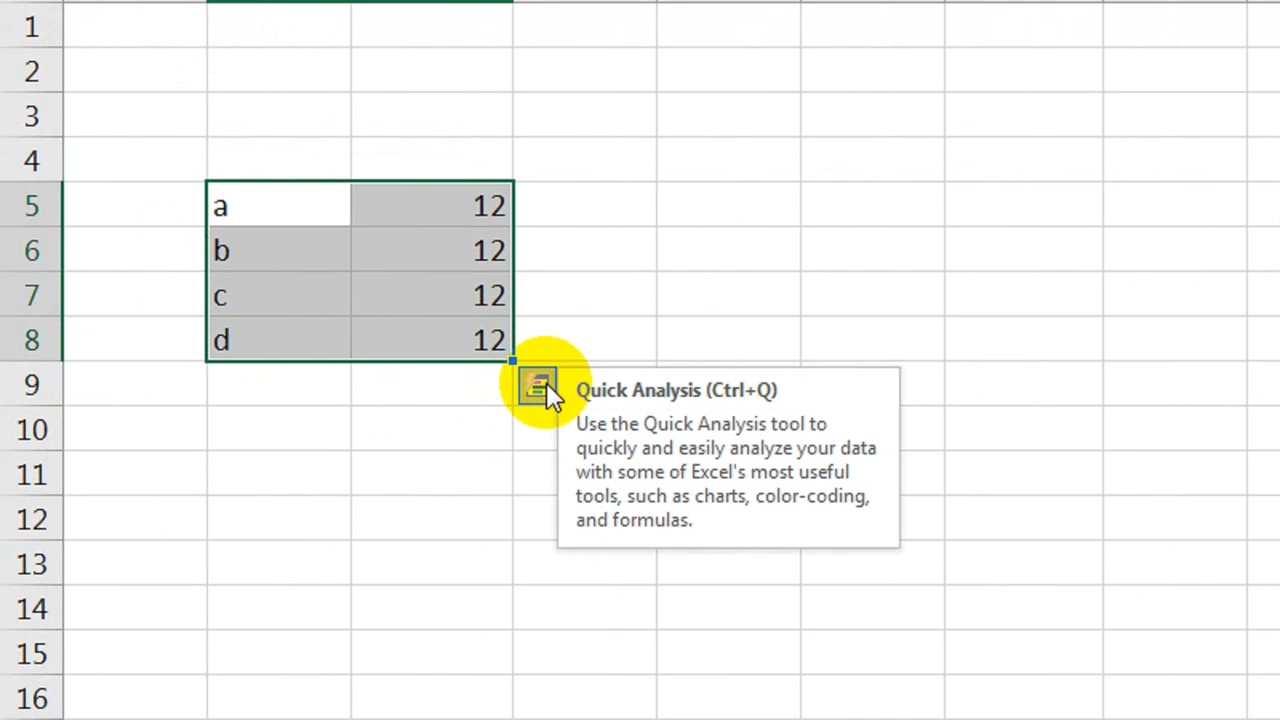 1
2
3
4
5 a 12
6 b 12
7 c 12
8 d 12
9
Quick Analysis (Ctrl+Q)
Use the Quick Analysis tool to
quickly and easily analyze your data
with some of Excel's most useful
tools, such as charts, color-coding,
and formulas.
10
11
12
13
14
15
16